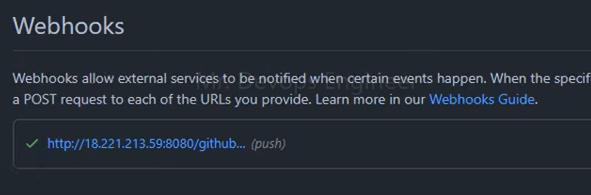 Webhooks
Mr. Devops Engineer
Webhooks allow external services to be notified when certain events happen. When the specif
a POST request to each of the URLs you provide. Learn more in our Webhooks Guide.
http://18.221.213.59:8080/github... (push)